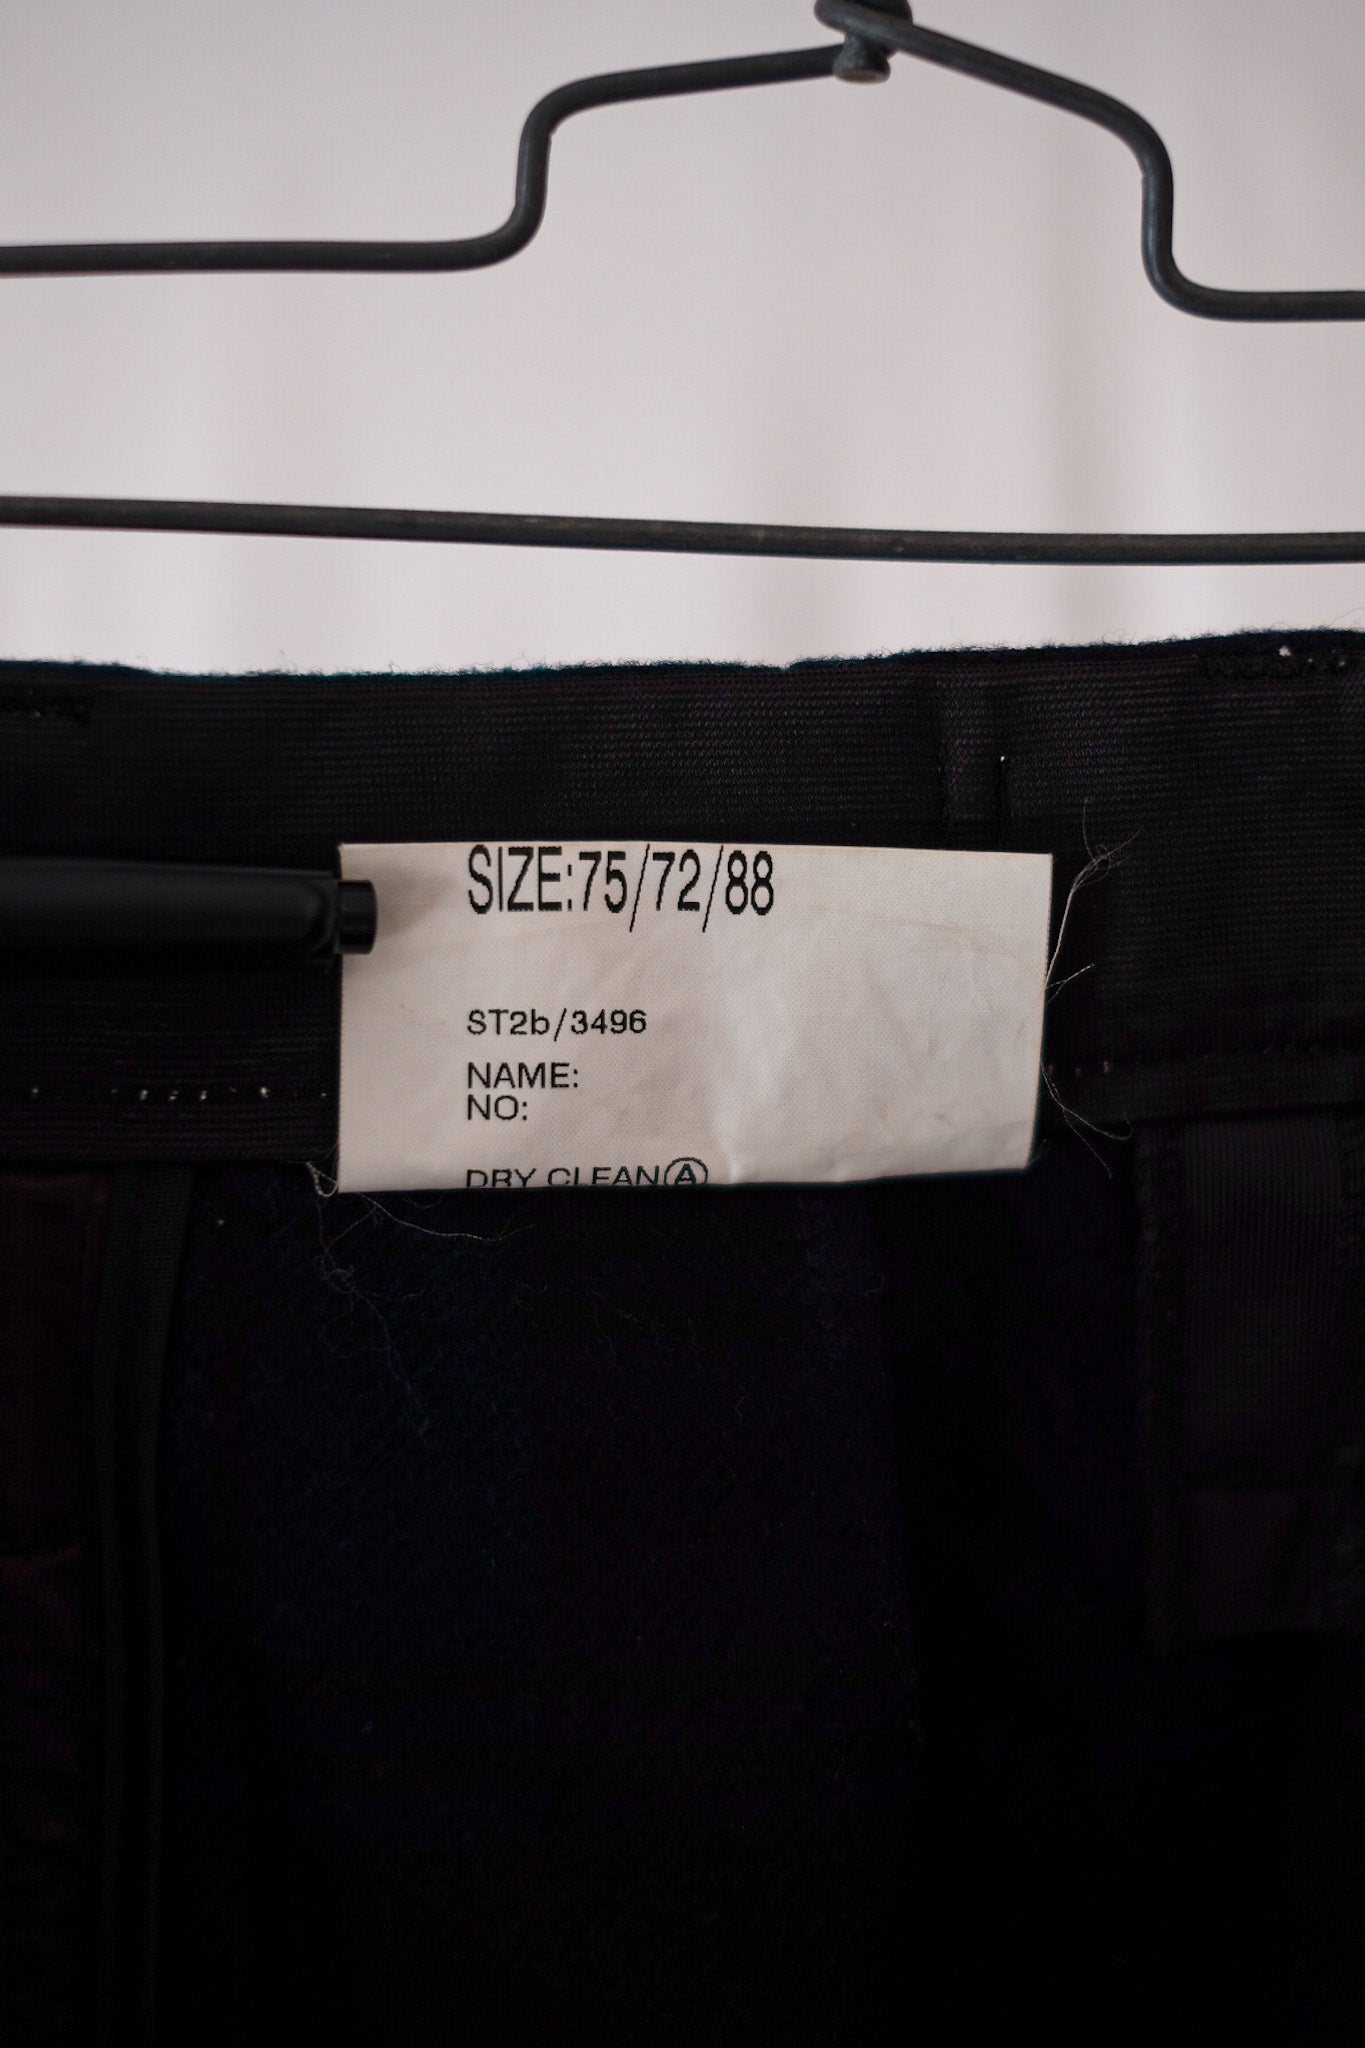 SIZE:75/72/88
ST2b/3496
NAME:
NO:
DRY CLEAN Ⓐ